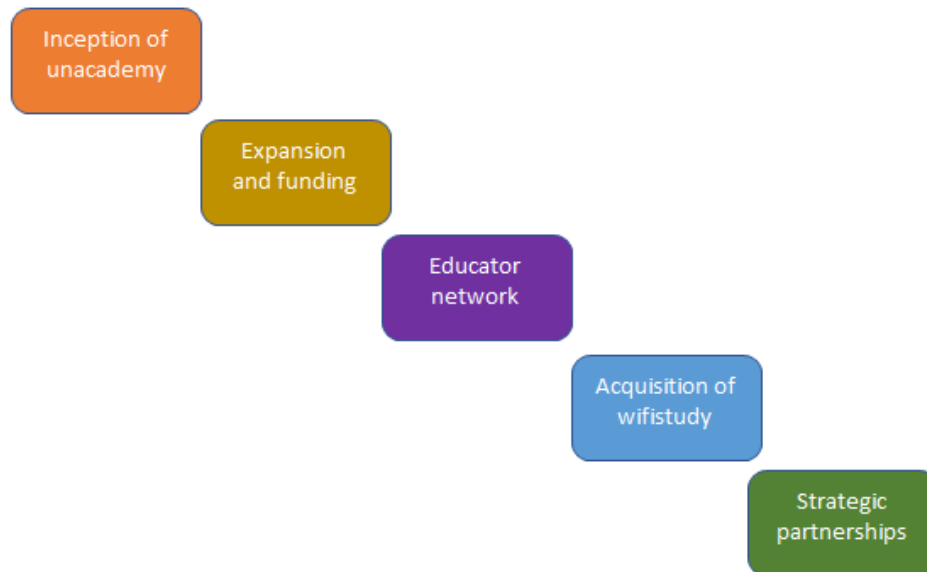 Inception of
unacademy
Expansion
and funding
Educator
network
Acquisition of
wifistudy
Strategic
partnerships